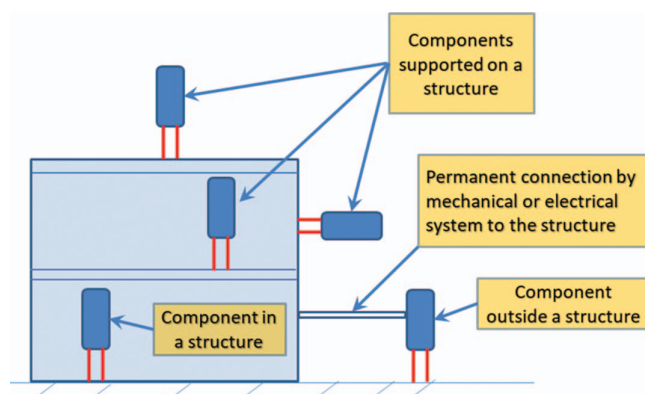 Components
supported on a
structure
Permanent connection by
mechanical or electrical
system to the structure
Component in
a structure
Component
outside a structure